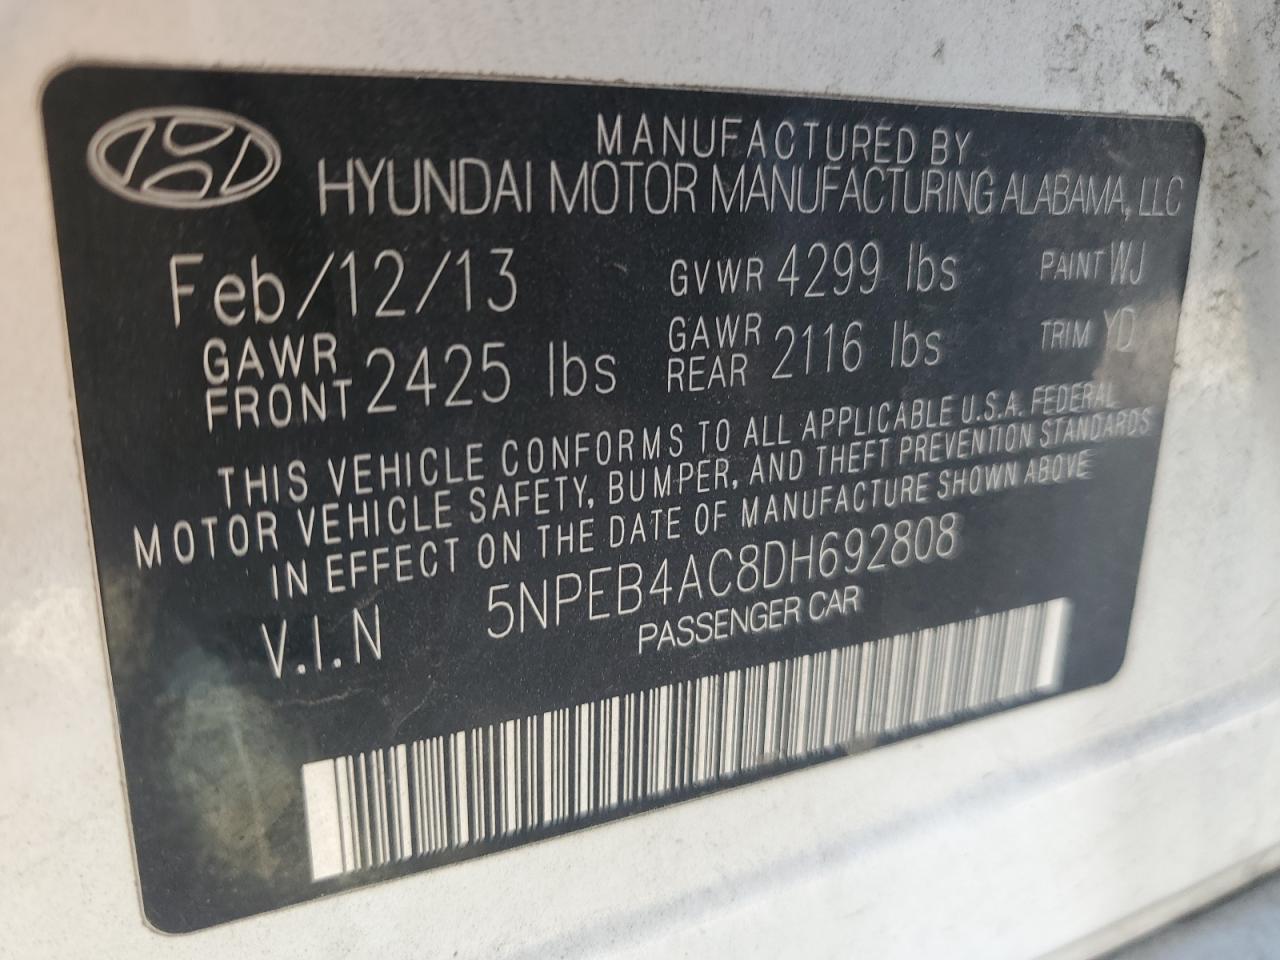 MANUFACTURED BY
HYUNDAI MOTOR MANUFACTURING ALABAMA, LLC
Feb/12/13 GVWR 4299 lbs PAINT WJ
GAWR FRONT 2425 lbs GAWR REAR 2116 lbs TRIM YD
THIS VEHICLE CONFORMS TO ALL APPLICABLE U.S.A. FEDERAL
MOTOR VEHICLE SAFETY, BUMPER, AND THEFT PREVENTION STANDARDS
IN EFFECT ON THE DATE OF MANUFACTURE SHOWN ABOVE
V.I.N 5NPEB4AC8DH692808
PASSENGER CAR